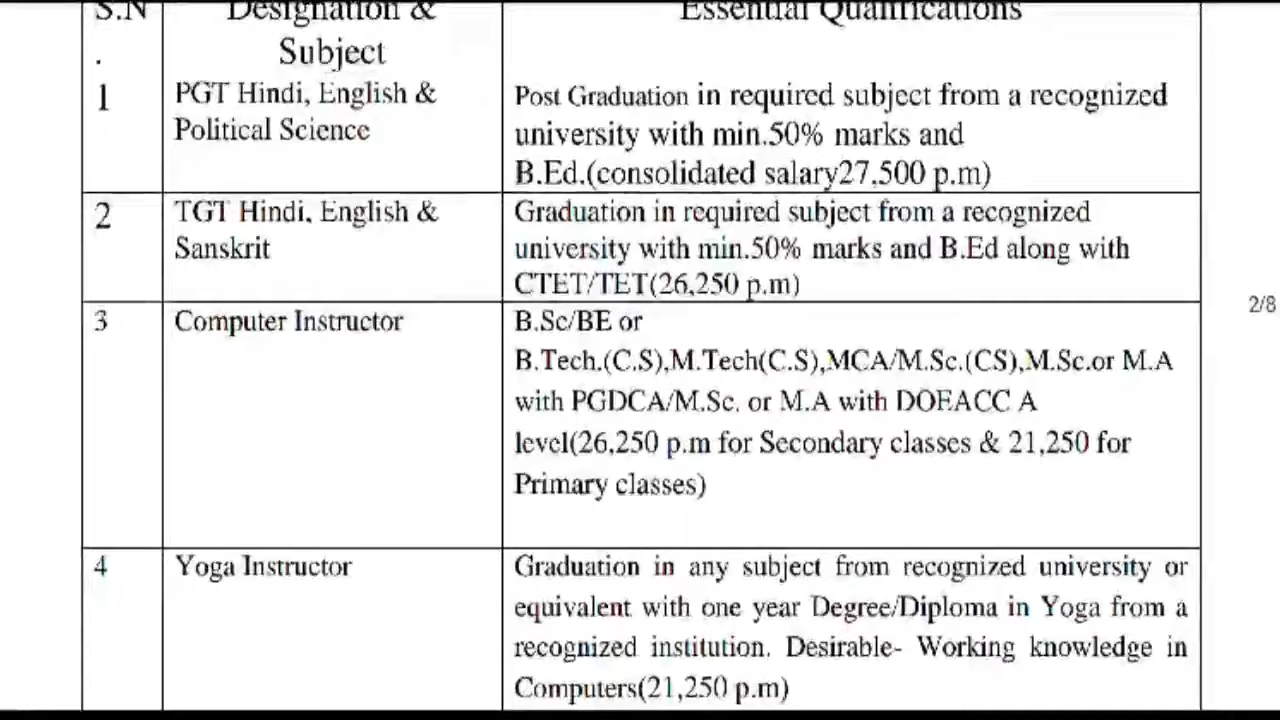 S.N
.
Designation &
Subject
Essential Qualifications
1
PGT Hindi, English &
Political Science
Post Graduation in required subject from a recognized
university with min.50% marks and
B.Ed.(consolidated salary27,500 p.m)
2
TGT Hindi, English &
Sanskrit
Graduation in required subject from a recognized
university with min.50% marks and B.Ed along with
CTET/TET(26,250 p.m)
3
Computer Instructor
B.Sc/BE or
B.Tech.(C.S),M.Tech(C.S),MCA/M.Sc.(CS),M.Sc.or M.A
with PGDCA/M.Sc. or M.A with DOEACC A
level(26,250 p.m for Secondary classes & 21,250 for
Primary classes)
2/8
4
Yoga Instructor
Graduation in any subject from recognized university or
equivalent with one year Degree/Diploma in Yoga from a
recognized institution. Desirable- Working knowledge in
Computers(21,250 p.m)